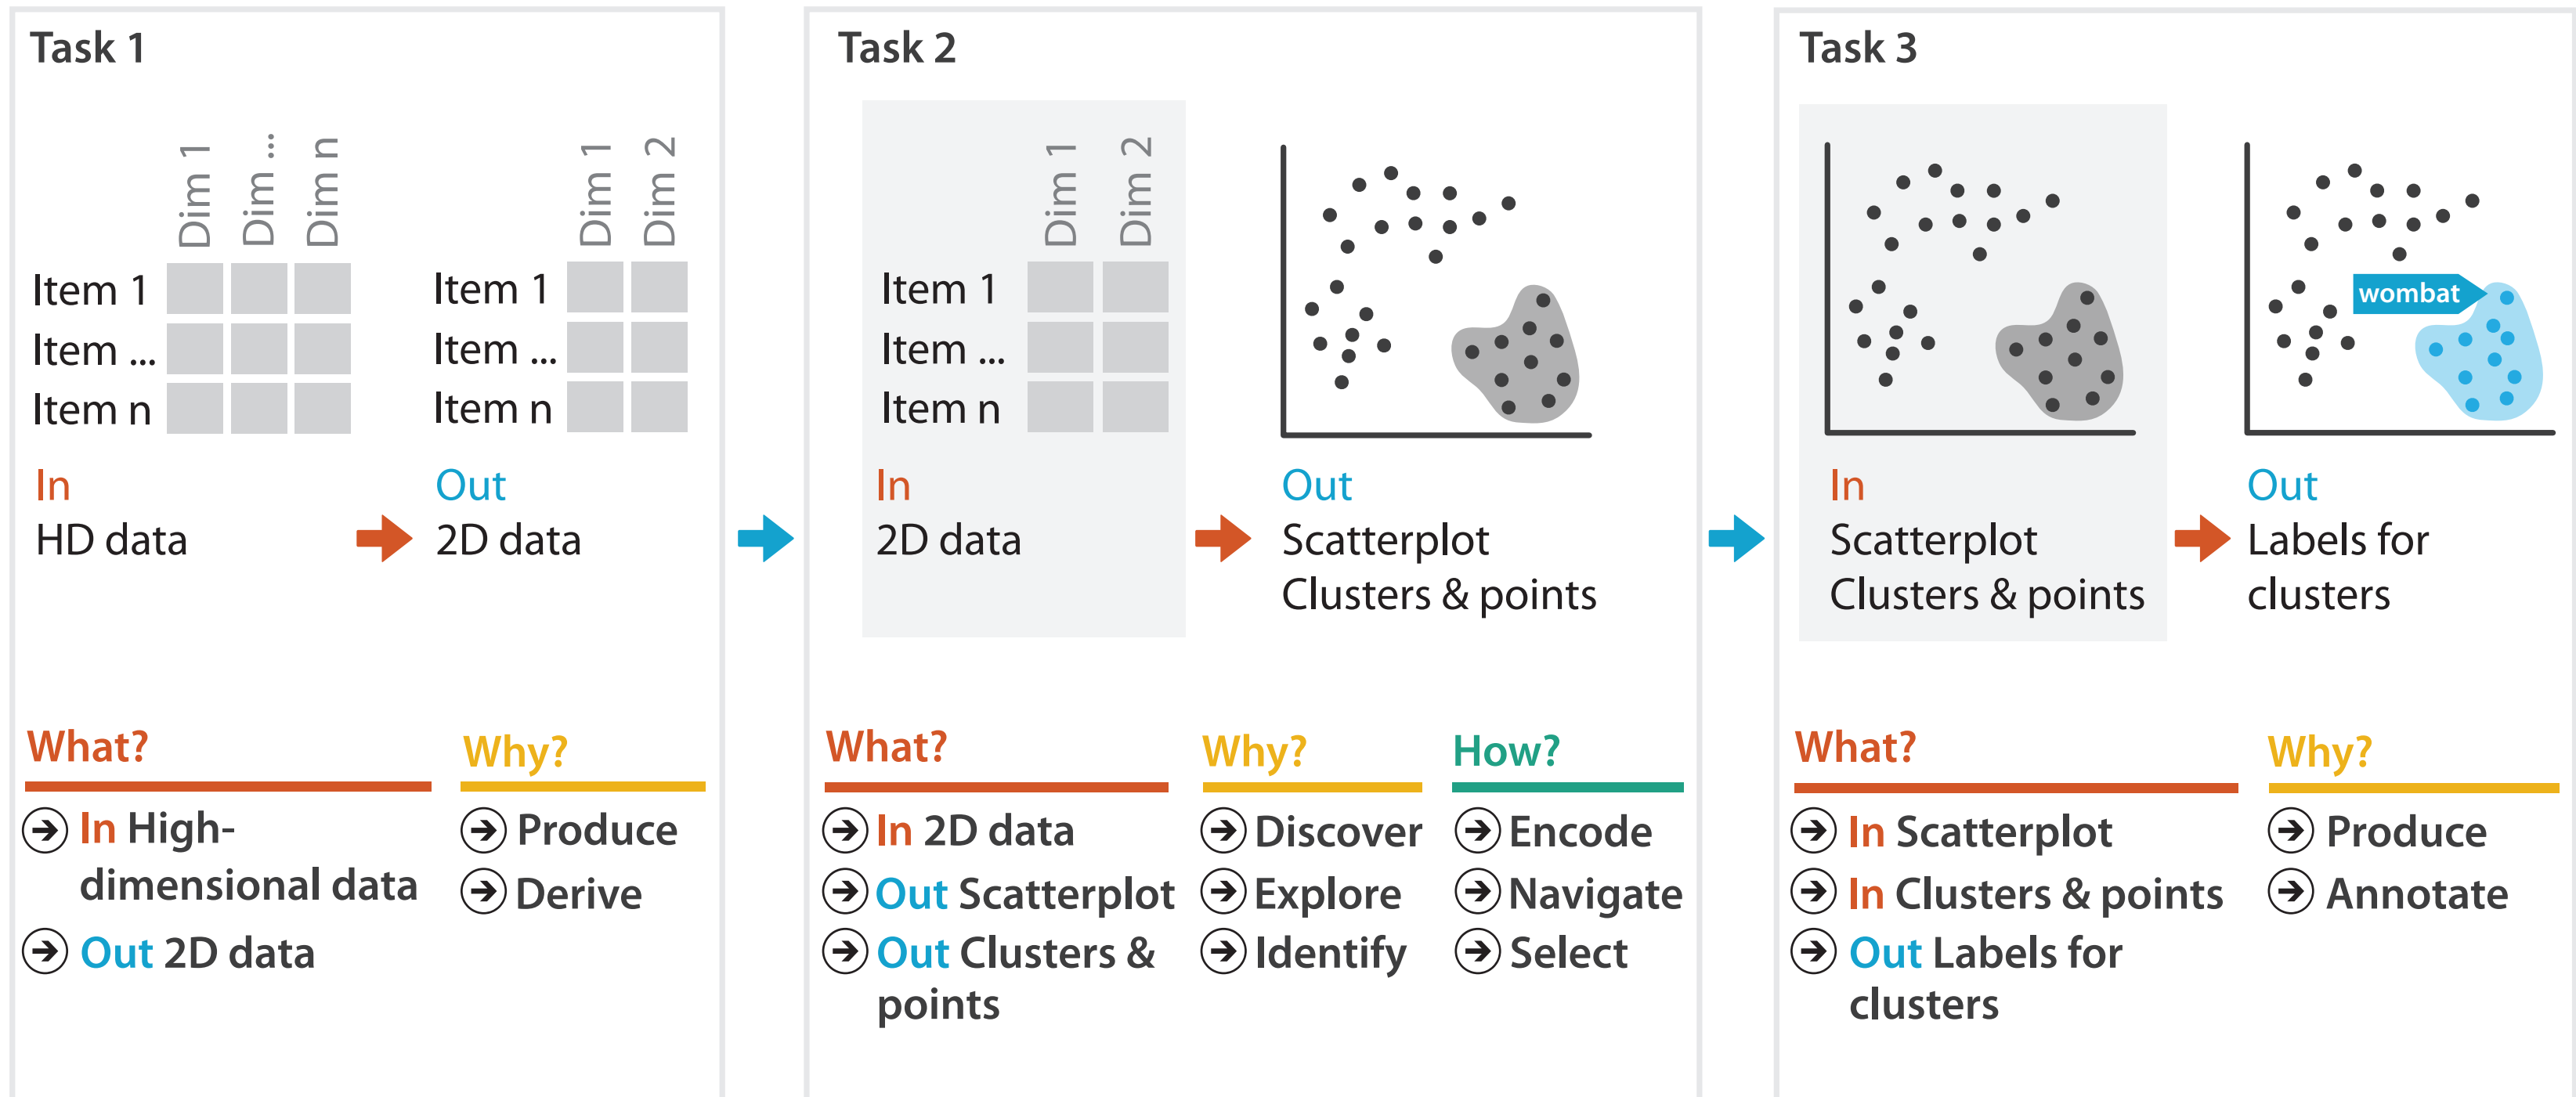 Task 1
Dim 1
Dim ...
Dim n
Item 1
Item ...
Item n
In
HD data
Dim 1
Dim 2
Item 1
Item ...
Item n
Out
2D data
What?
In High-
dimensional data
Out 2D data
Why?
Produce
Derive
Task 2
Dim 1
Dim 2
Item 1
Item ...
Item n
In
2D data
Out
Scatterplot
Clusters & points
What?
In 2D data
Out Scatterplot
Out Clusters &
points
Why?
Discover
Explore
Identify
How?
Encode
Navigate
Select
Task 3
In
Scatterplot
Clusters & points
wombat
Out
Labels for
clusters
What?
In Scatterplot
In Clusters & points
Out Labels for
clusters
Why?
Produce
Annotate